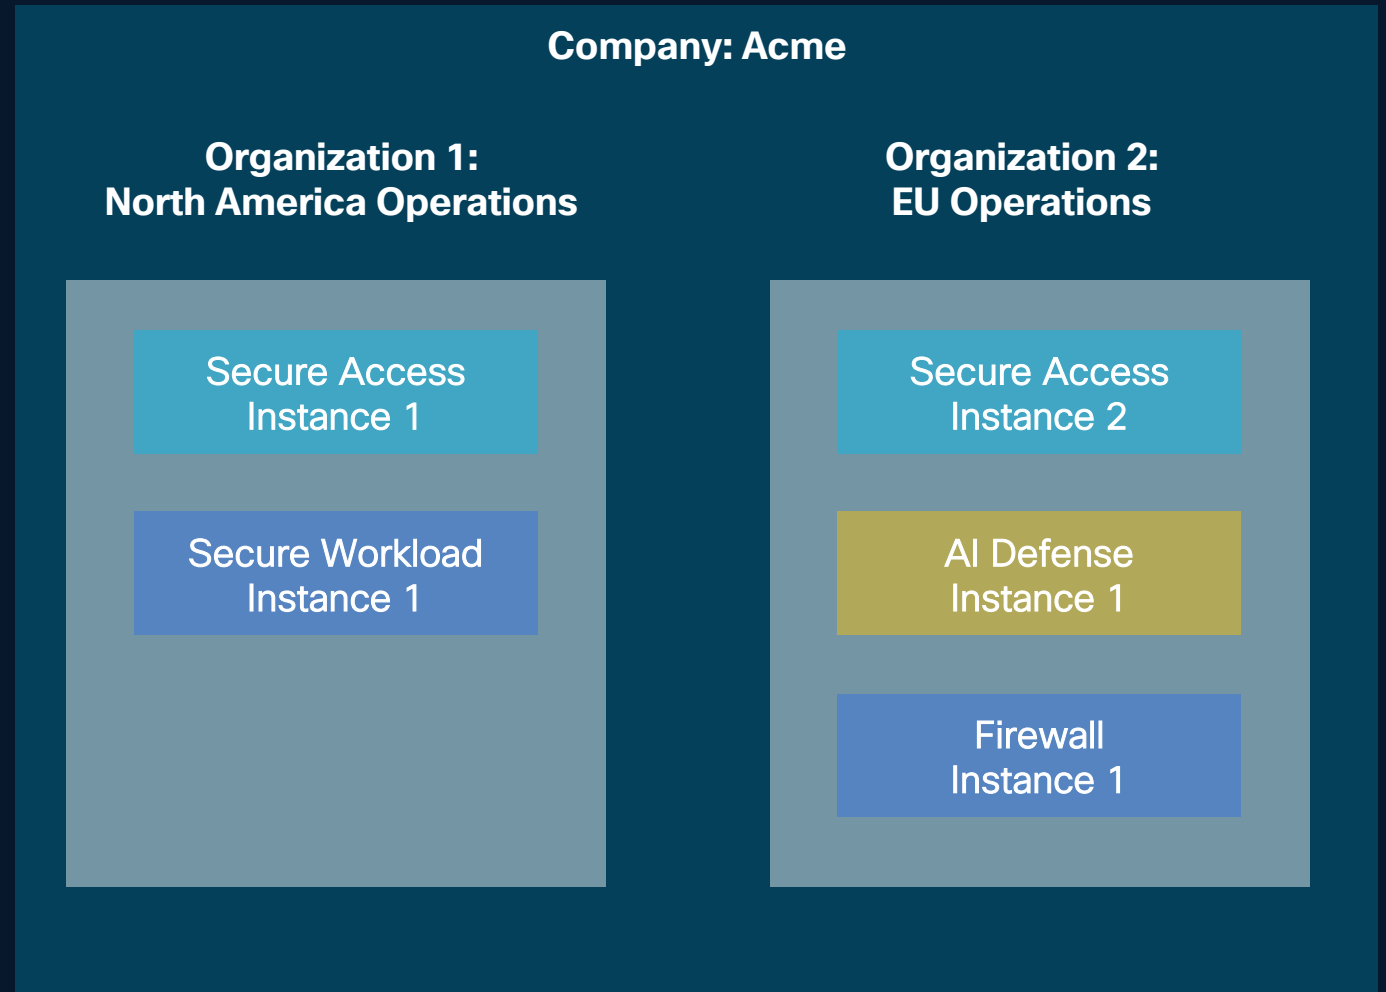 Company: Acme
Organization 1:
North America Operations
Secure Access
Instance 1
Secure Workload
Instance 1
Organization 2:
EU Operations
Secure Access
Instance 2
AI Defense
Instance 1
Firewall
Instance 1